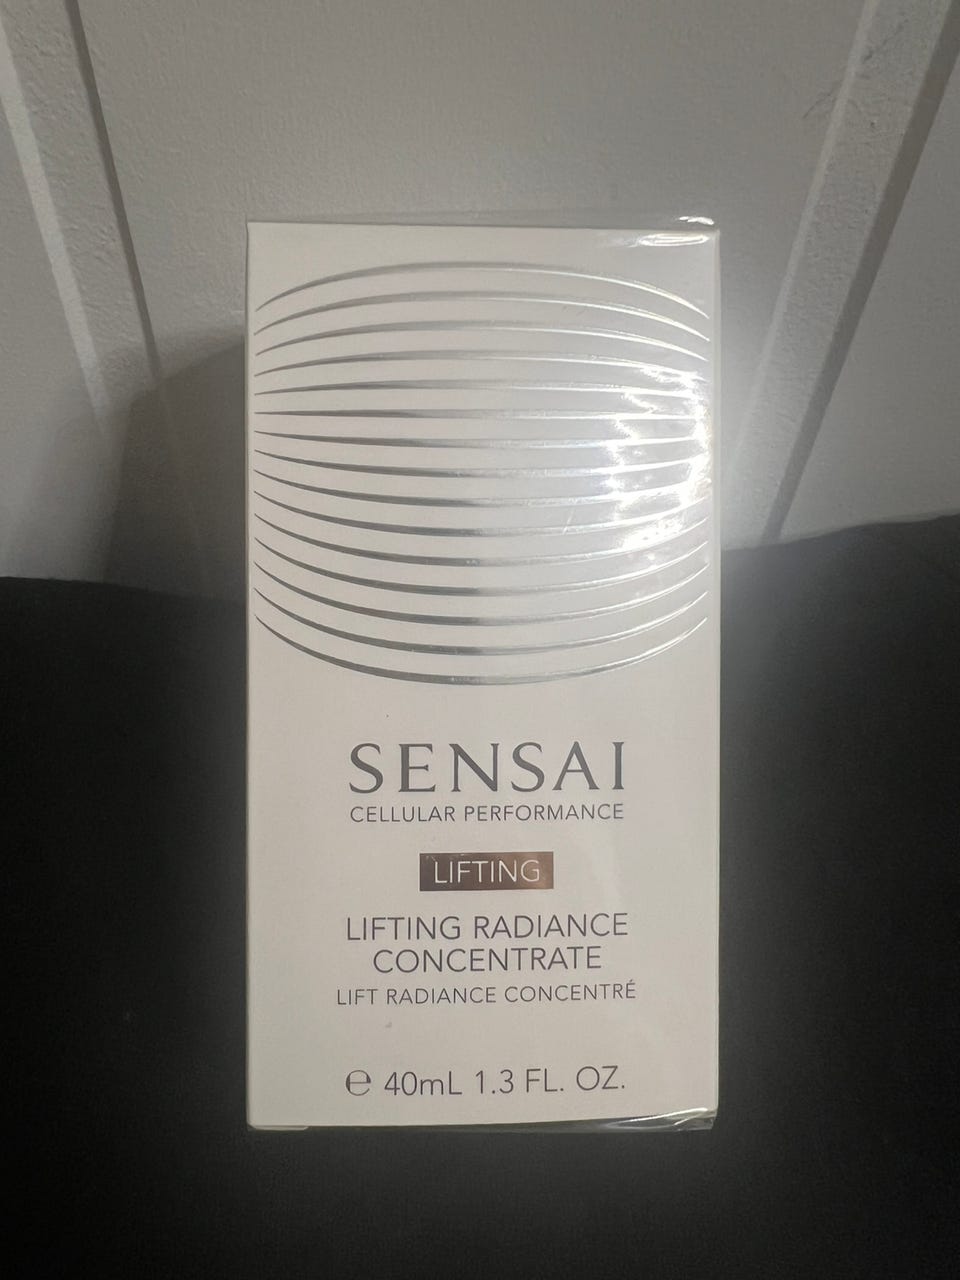 SENSAI
CELLULAR PERFORMANCE
LIFTING
LIFTING RADIANCE
CONCENTRATE
LIFT RADIANCE CONCENTRÉ
℮ 40mL 1.3 FL. OZ.